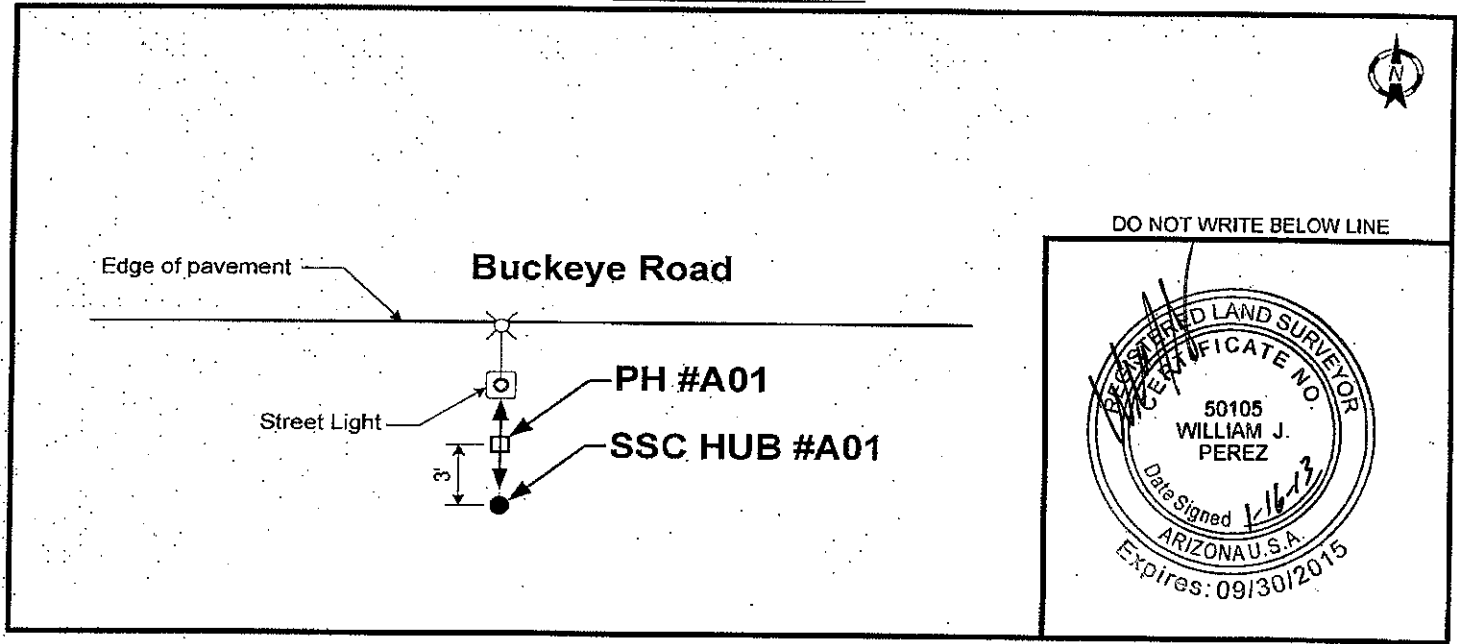 N
DO NOT WRITE BELOW LINE
Edge of pavement
Buckeye Road
PH #A01
Street Light
SSC HUB #A01
3'
REGISTERED LAND SURVEYOR
CERTIFICATE NO.
50105
WILLIAM J.
PEREZ
Date Signed 1-16-13
ARIZONA U.S.A.
Expires: 09/30/2015